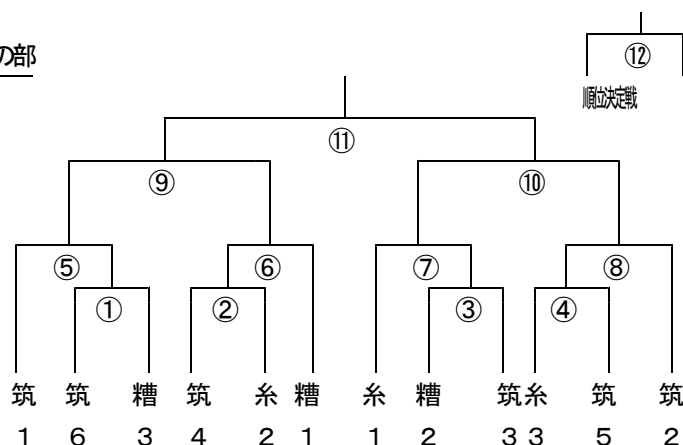 ⑫
の部
順位決定戦
⑪
⑨ ⑩
⑤ ⑥ ⑦ ⑧
① ② ③ ④
筑 筑 糟 筑 糸 糟 糸 糟 筑 糸 筑 筑
1 6 3 4 2 1 1 2 3 3 5 2